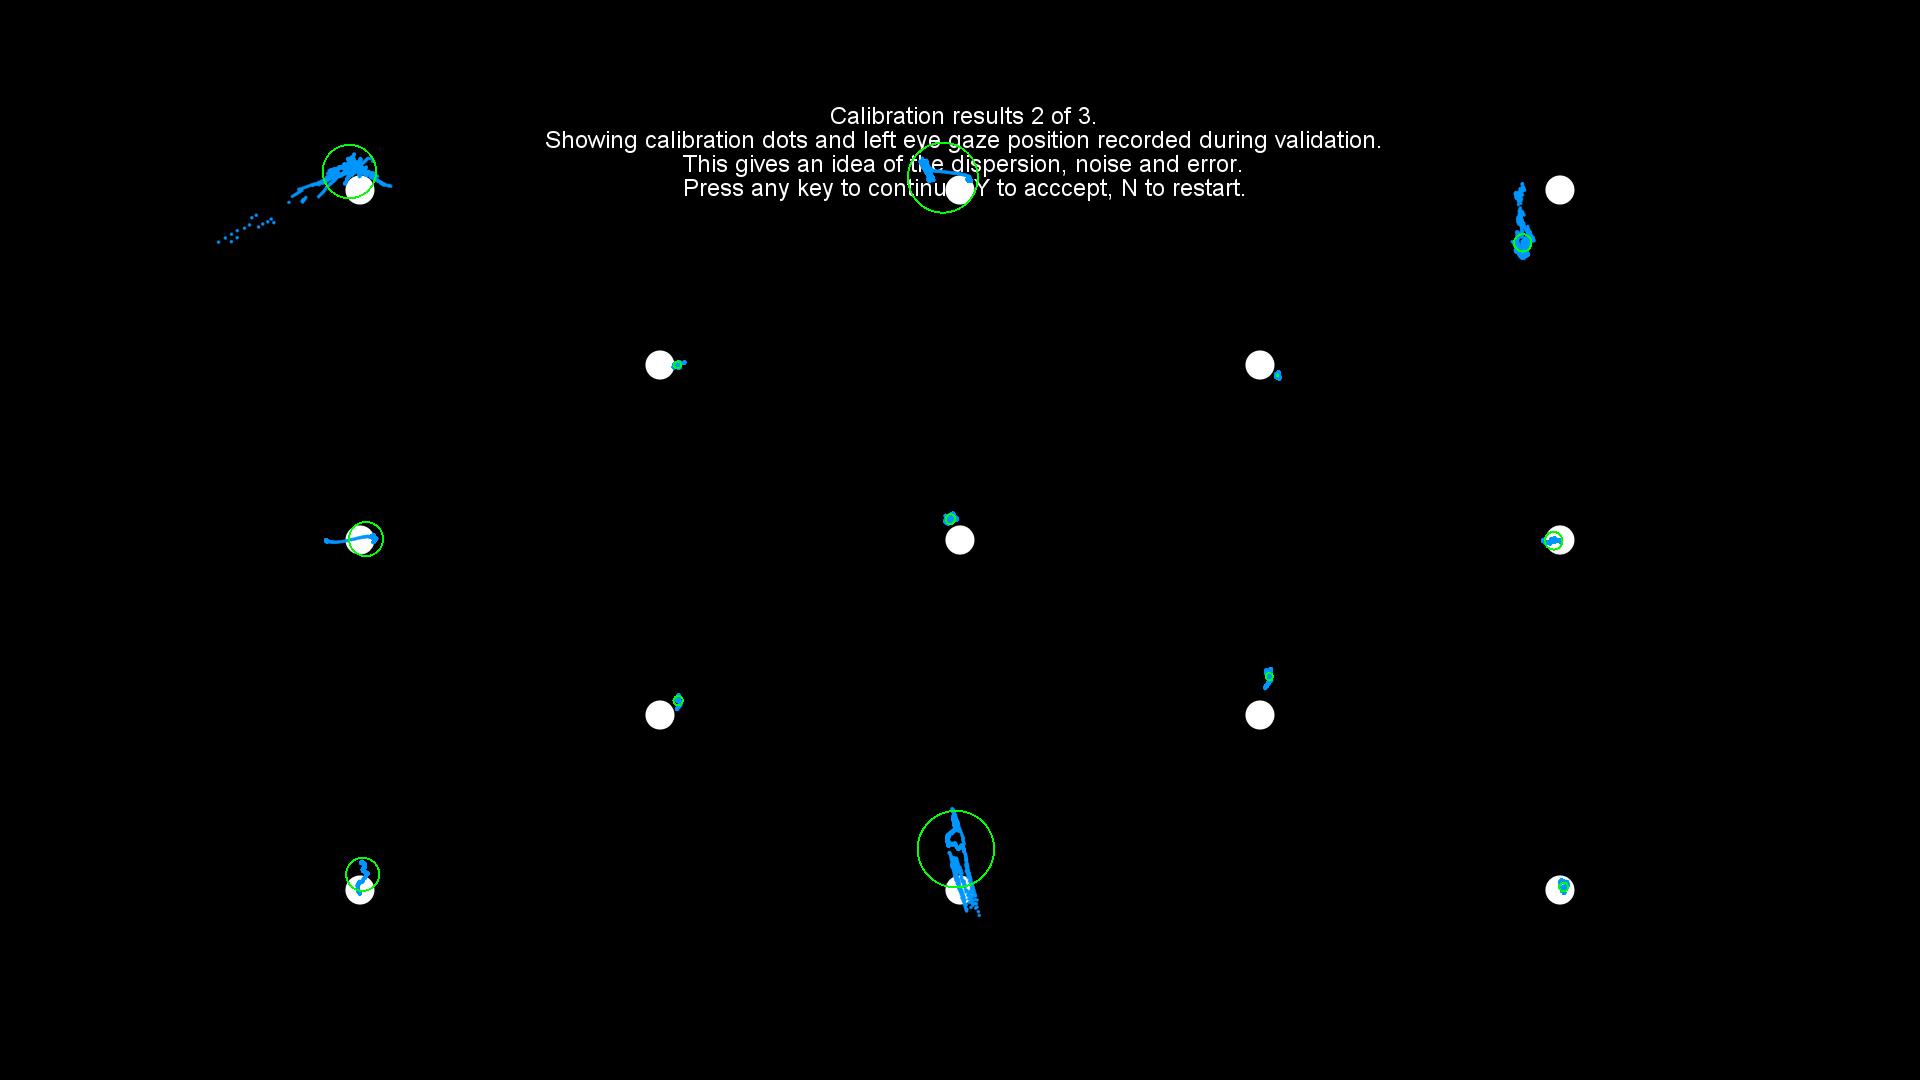 Calibration results 2 of 3.
Showing calibration dots and left eye gaze position recorded during validation.
This gives an idea of the dispersion, noise and error.
Press any key to continu Y to acccept, N to restart.